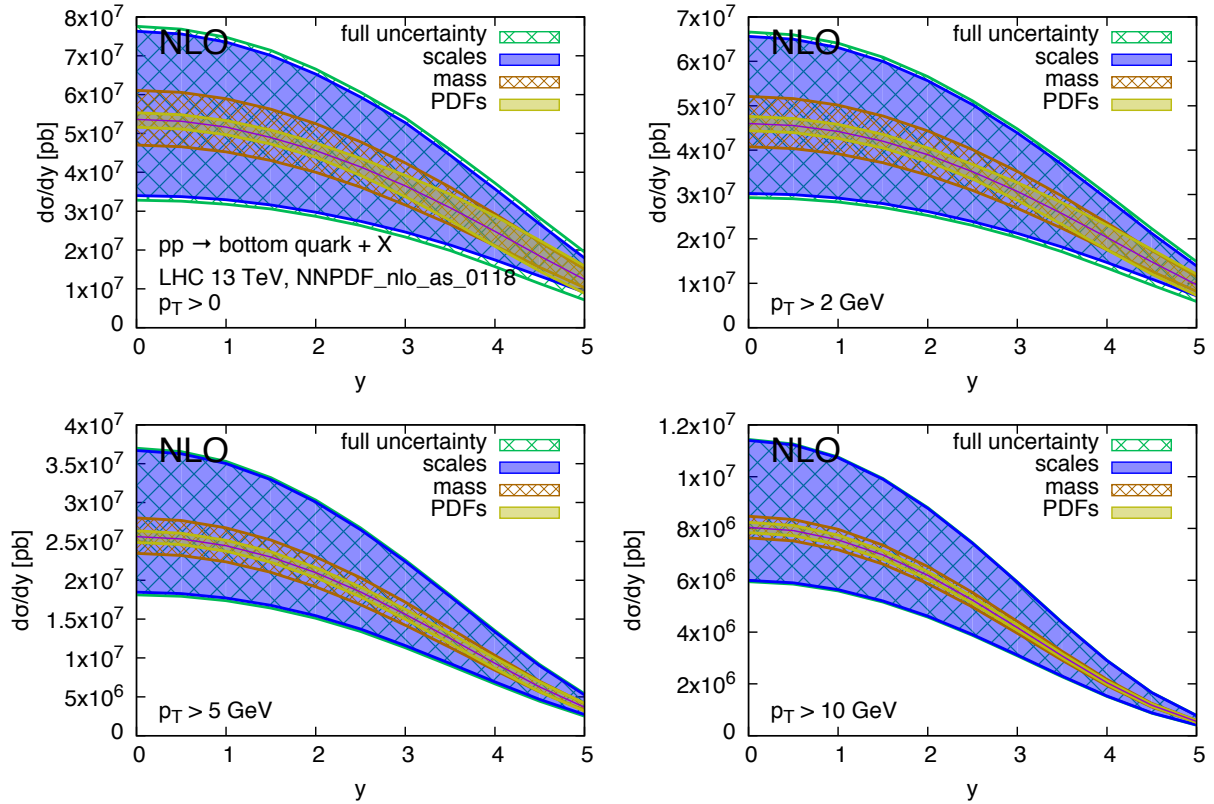 NLO
full uncertainty
scales
mass
PDFs
8x10⁷
7x10⁷
6x10⁷
5x10⁷
4x10⁷
3x10⁷
2x10⁷
1x10⁷
0
dσ/dy [pb]
pp → bottom quark + X
LHC 13 TeV, NNPDF_nlo_as_0118
p_T > 0
0 1 2 3 4 5
y
NLO
full uncertainty
scales
mass
PDFs
7x10⁷
6x10⁷
5x10⁷
4x10⁷
3x10⁷
2x10⁷
1x10⁷
0
dσ/dy [pb]
p_T > 2 GeV
0 1 2 3 4 5
y
NLO
full uncertainty
scales
mass
PDFs
4x10⁷
3.5x10⁷
3x10⁷
2.5x10⁷
2x10⁷
1.5x10⁷
1x10⁷
5x10⁶
0
dσ/dy [pb]
p_T > 5 GeV
0 1 2 3 4 5
y
NLO
full uncertainty
scales
mass
PDFs
1.2x10⁷
1x10⁷
8x10⁶
6x10⁶
4x10⁶
2x10⁶
0
dσ/dy [pb]
p_T > 10 GeV
0 1 2 3 4 5
y